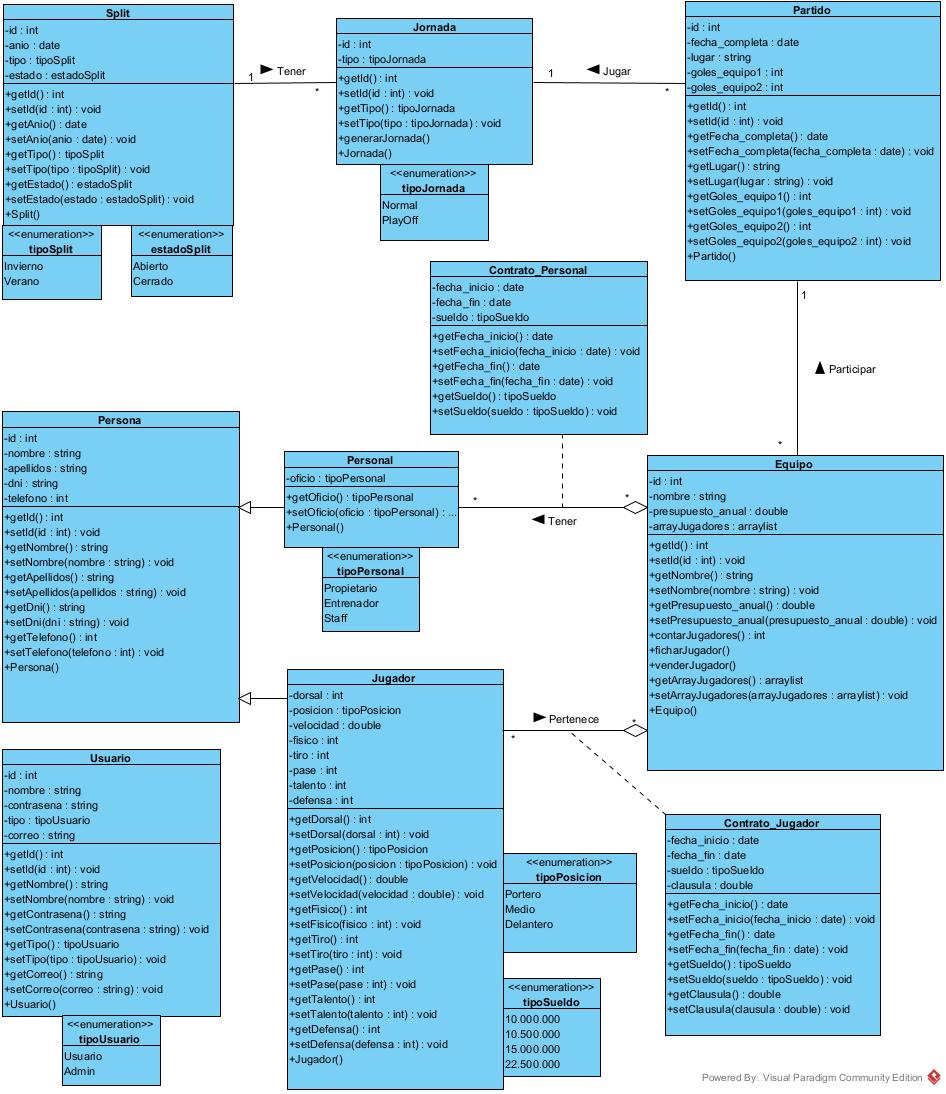 Split
-id : int
-anio : date
-tipo : tipoSplit
-estado : estadoSplit
+getId() : int
+setId(id : int) : void
+getAnio() : date
+setAnio(anio : date) : void
+getTipo() : tipoSplit
+setTipo(tipo : tipoSplit) : void
+getEstado() : estadoSplit
+setEstado(estado : estadoSplit) : void
+Split()
<<enumeration>>
tipoSplit
Invierno
Verano
<<enumeration>>
estadoSplit
Abierto
Cerrado
1
Tener
*
Jornada
-id : int
-tipo : tipoJornada
+getId() : int
+setId(id : int) : void
+getTipo() : tipoJornada
+setTipo(tipo : tipoJornada) : void
+generarJornada()
+Jornada()
<<enumeration>>
tipoJornada
Normal
PlayOff
1
Jugar
*
Partido
-id : int
-fecha_completa : date
-lugar : string
-goles_equipo1 : int
-goles_equipo2 : int
+getId() : int
+setId(id : int) : void
+getFecha_completa() : date
+setFecha_completa(fecha_completa : date) : void
+getLugar() : string
+setLugar(lugar : string) : void
+getGoles_equipo1() : int
+setGoles_equipo1(goles_equipo1 : int) : void
+getGoles_equipo2() : int
+setGoles_equipo2(goles_equipo2 : int) : void
+Partido()
1
Participar
*
Contrato_Personal
-fecha_inicio : date
-fecha_fin : date
-sueldo : tipoSueldo
+getFecha_inicio() : date
+setFecha_inicio(fecha_inicio : date) : void
+getFecha_fin() : date
+setFecha_fin(fecha_fin : date) : void
+getSueldo() : tipoSueldo
+setSueldo(sueldo : tipoSueldo) : void
Persona
-id : int
-nombre : string
-apellidos : string
-dni : string
-telefono : int
+getId() : int
+setId(id : int) : void
+getNombre() : string
+setNombre(nombre : string) : void
+getApellidos() : string
+setApellidos(apellidos : string) : void
+getDni() : string
+setDni(dni : string) : void
+getTelefono() : int
+setTelefono(telefono : int) : void
+Persona()
Personal
-oficio : tipoPersonal
+getOficio() : tipoPersonal
+setOficio(oficio : tipoPersonal) : ...
+Personal()
<<enumeration>>
tipoPersonal
Propietario
Entrenador
Staff
*
Tener
*
Equipo
-id : int
-nombre : string
-presupuesto_anual : double
-arrayJugadores : arraylist
+getId() : int
+setId(id : int) : void
+getNombre() : string
+setNombre(nombre : string) : void
+getPresupuesto_anual() : double
+setPresupuesto_anual(presupuesto_anual : double) : void
+contarJugadores() : int
+ficharJugador()
+venderJugador()
+getArrayJugadores() : arraylist
+setArrayJugadores(arrayJugadores : arraylist) : void
+Equipo()
Jugador
-dorsal : int
-posicion : tipoPosicion
-velocidad : double
-fisico : int
-tiro : int
-pase : int
-talento : int
-defensa : int
+getDorsal() : int
+setDorsal(dorsal : int) : void
+getPosicion() : tipoPosicion
+setPosicion(posicion : tipoPosicion) : void
+getVelocidad() : double
+setVelocidad(velocidad : double) : void
+getFisico() : int
+setFisico(fisico : int) : void
+getTiro() : int
+setTiro(tiro : int) : void
+getPase() : int
+setPase(pase : int) : void
+getTalento() : int
+setTalento(talento : int) : void
+getDefensa() : int
+setDefensa(defensa : int) : void
+Jugador()
*
Pertenece
*
Usuario
-id : int
-nombre : string
-contrasena : string
-tipo : tipoUsuario
-correo : string
+getId() : int
+setId(id : int) : void
+getNombre() : string
+setNombre(nombre : string) : void
+getContrasena() : string
+setContrasena(contrasena : string) : void
+getTipo() : tipoUsuario
+setTipo(tipo : tipoUsuario) : void
+getCorreo() : string
+setCorreo(correo : string) : void
+Usuario()
<<enumeration>>
tipoUsuario
Usuario
Admin
<<enumeration>>
tipoPosicion
Portero
Medio
Delantero
<<enumeration>>
tipoSueldo
10.000.000
10.500.000
15.000.000
22.500.000
Contrato_Jugador
-fecha_inicio : date
-fecha_fin : date
-sueldo : tipoSueldo
-clausula : double
+getFecha_inicio() : date
+setFecha_inicio(fecha_inicio : date) : void
+getFecha_fin() : date
+setFecha_fin(fecha_fin : date) : void
+getSueldo() : tipoSueldo
+setSueldo(sueldo : tipoSueldo) : void
+getClausula() : double
+setClausula(clausula : double) : void
Powered By Visual Paradigm Community Edition